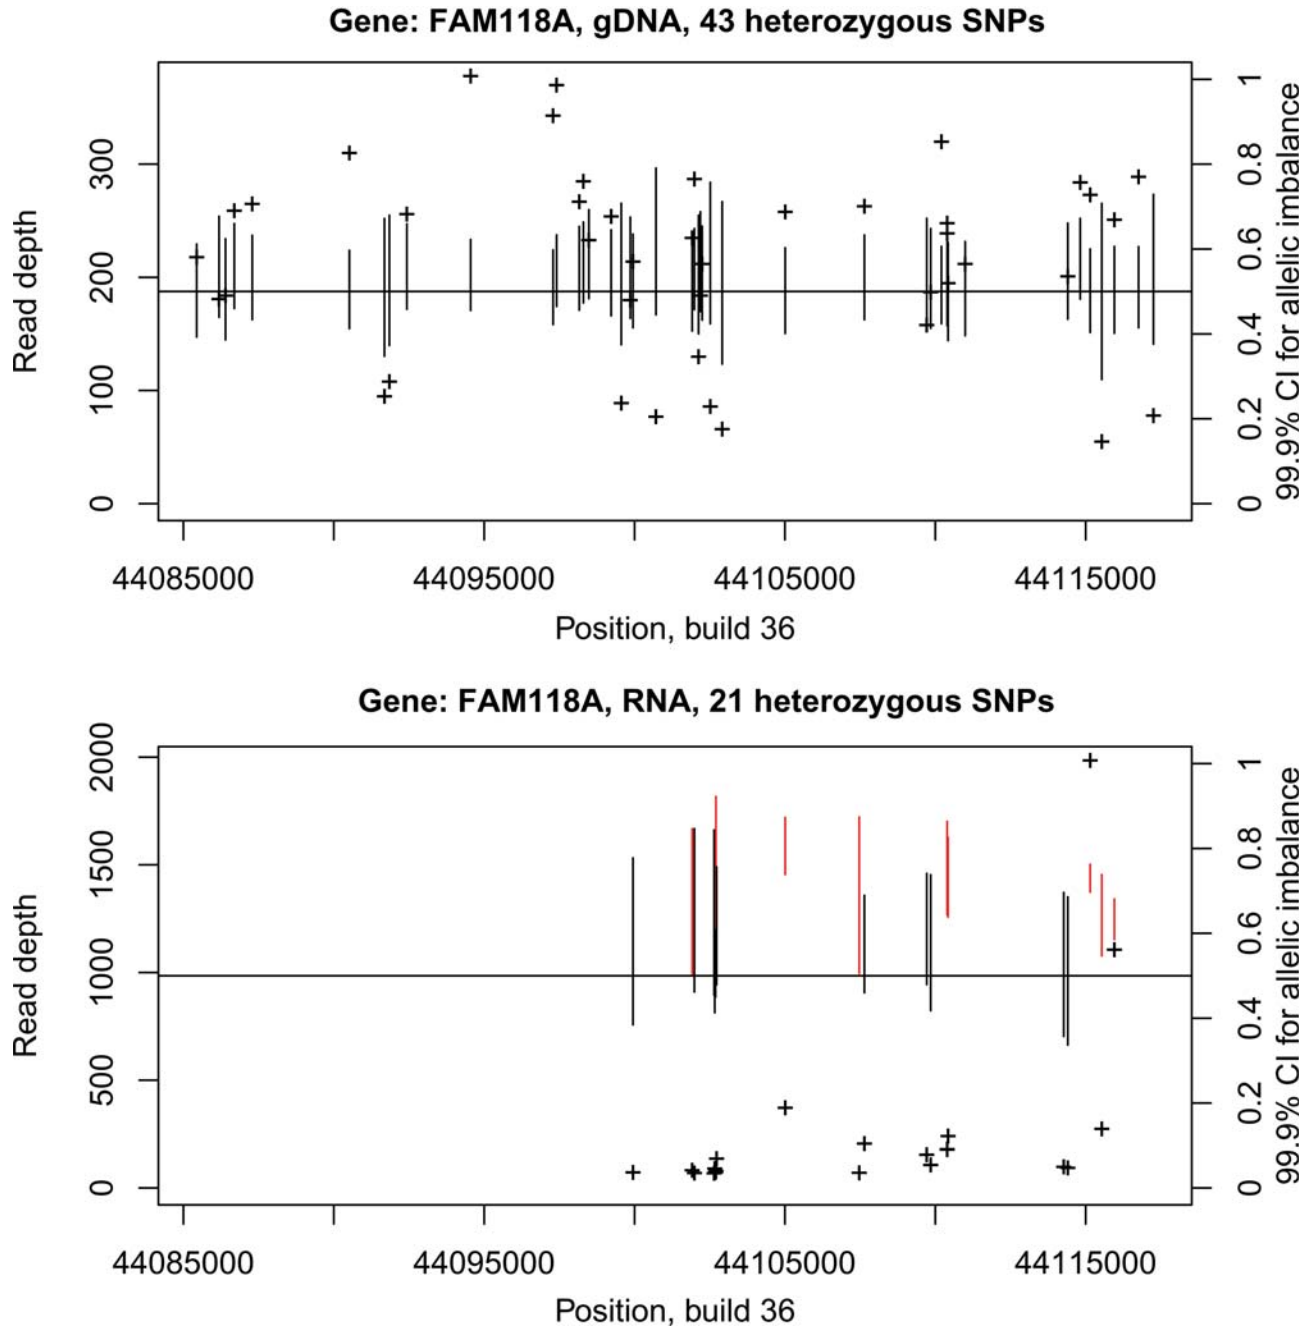 Gene: FAM118A, gDNA, 43 heterozygous SNPs
Read depth
0 100 200 300
0 0.2 0.4 0.6 0.8 1
99.9% CI for allelic imbalance
44085000 44095000 44105000 44115000
Position, build 36
Gene: FAM118A, RNA, 21 heterozygous SNPs
Read depth
0 500 1000 1500 2000
0 0.2 0.4 0.6 0.8 1
99.9% CI for allelic imbalance
44085000 44095000 44105000 44115000
Position, build 36